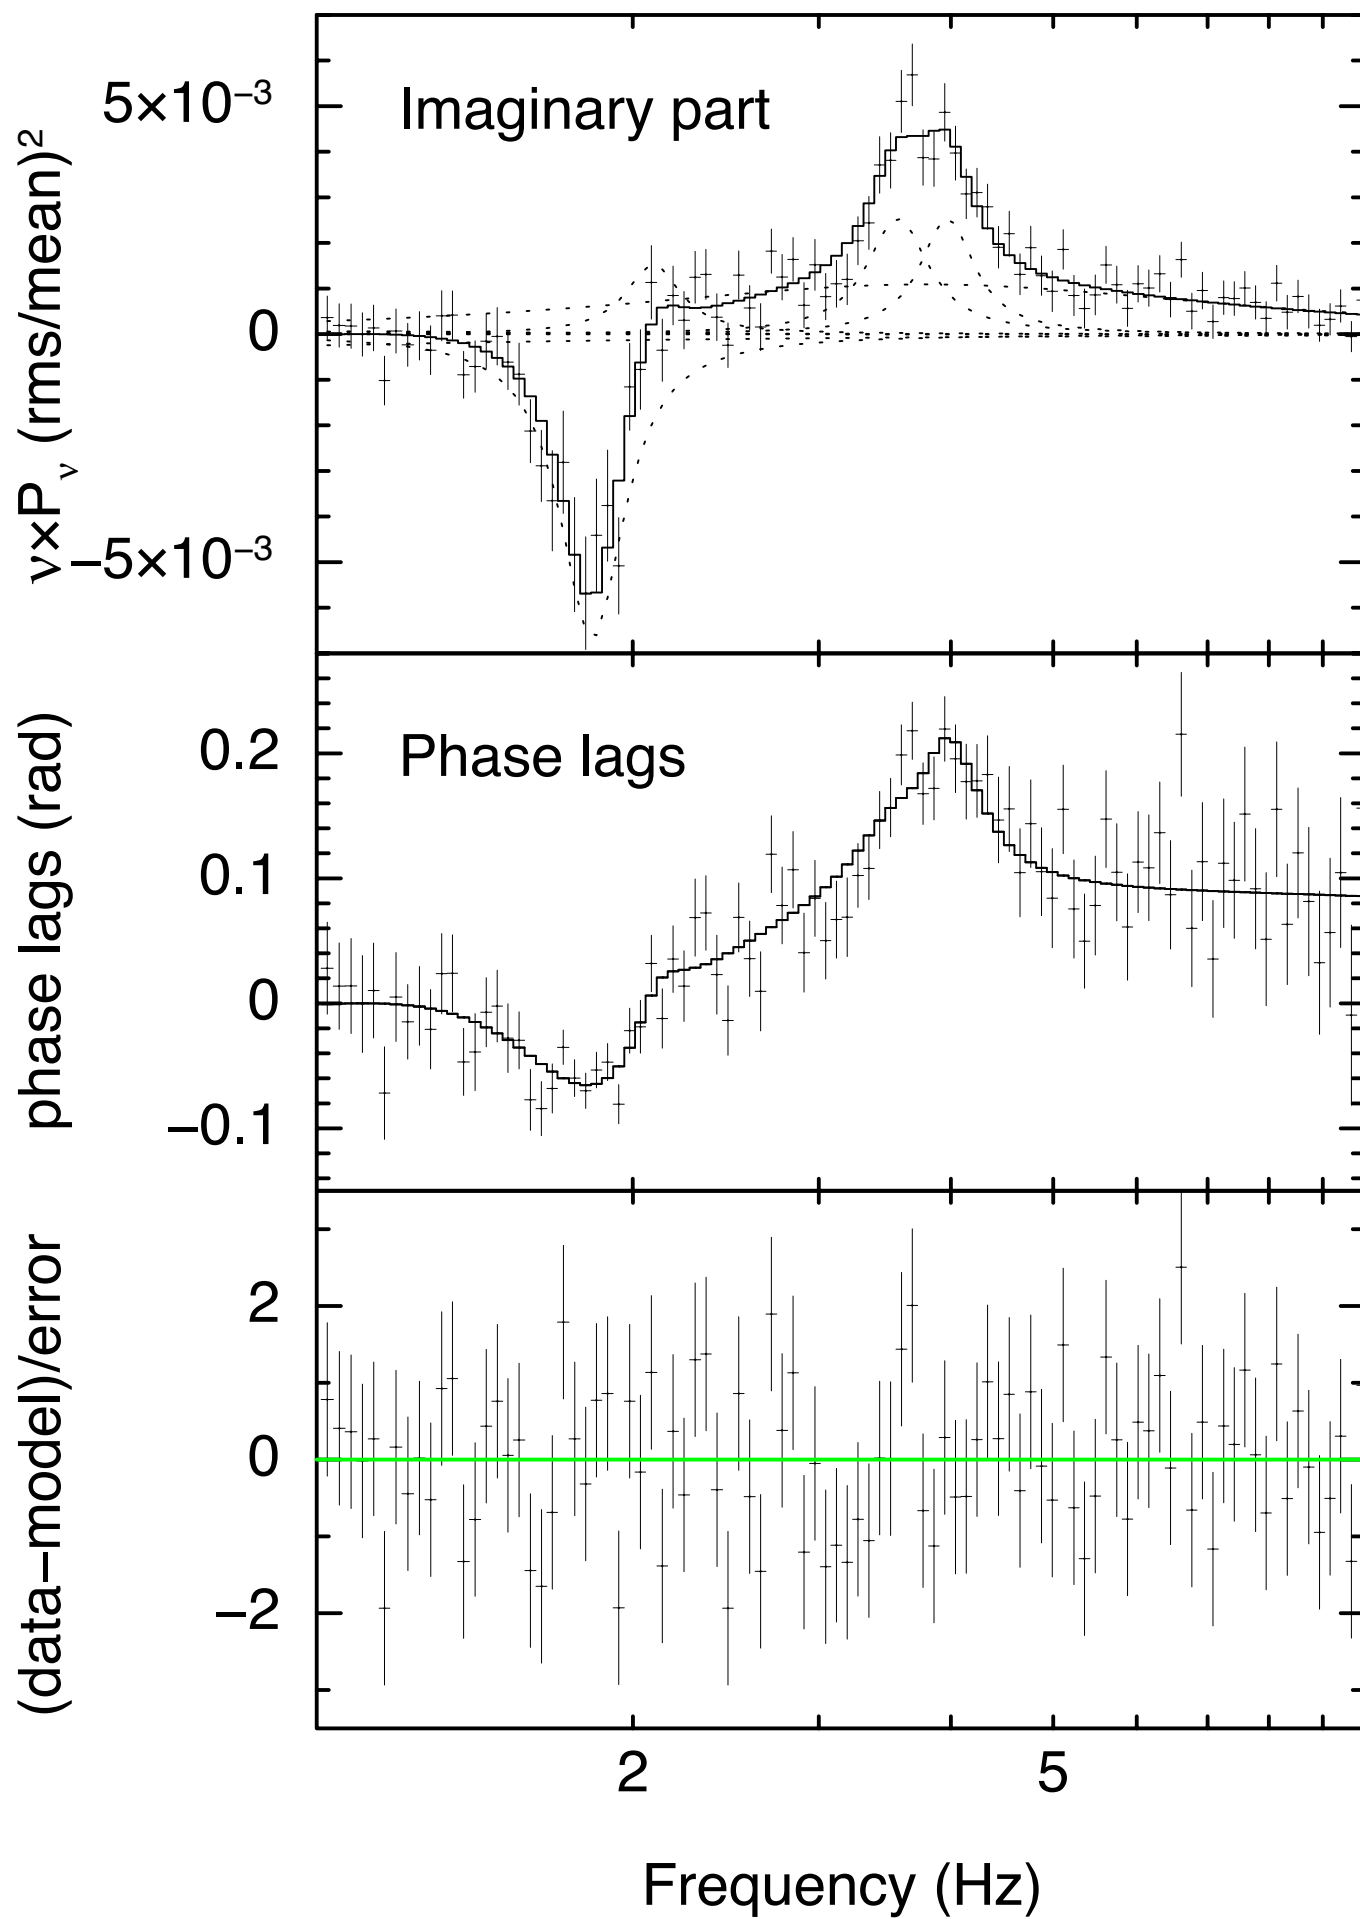 Imaginary part
5×10⁻³
0
−5×10⁻³
ν×Pᵥ (rms/mean)²
Phase lags
0.2
0.1
0
−0.1
phase lags (rad)
2
0
−2
(data−model)/error
2 5
Frequency (Hz)